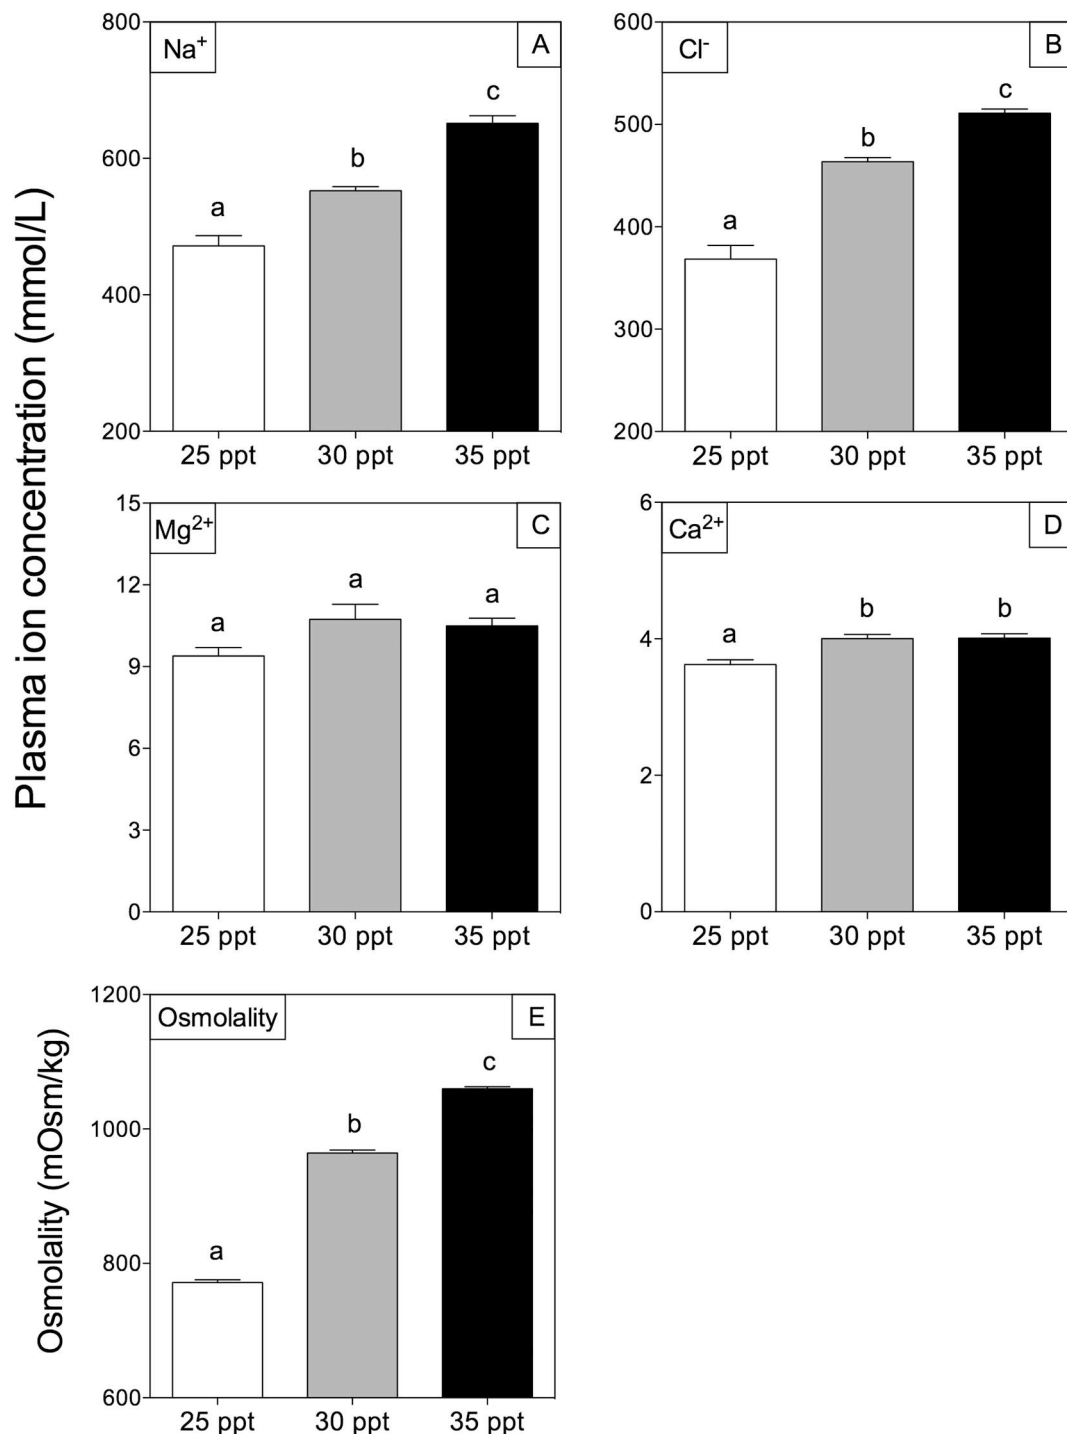 Plasma ion concentration (mmol/L)
Na⁺ A
800
600
400
200
a b c
25 ppt 30 ppt 35 ppt
Cl⁻ B
600
500
400
300
200
a b c
25 ppt 30 ppt 35 ppt
Mg²⁺ C
15
12
9
6
3
0
a a a
25 ppt 30 ppt 35 ppt
Ca²⁺ D
6
4
2
0
a b b
25 ppt 30 ppt 35 ppt
Osmolality (mOsm/kg)
Osmolality E
1200
1000
800
600
a b c
25 ppt 30 ppt 35 ppt